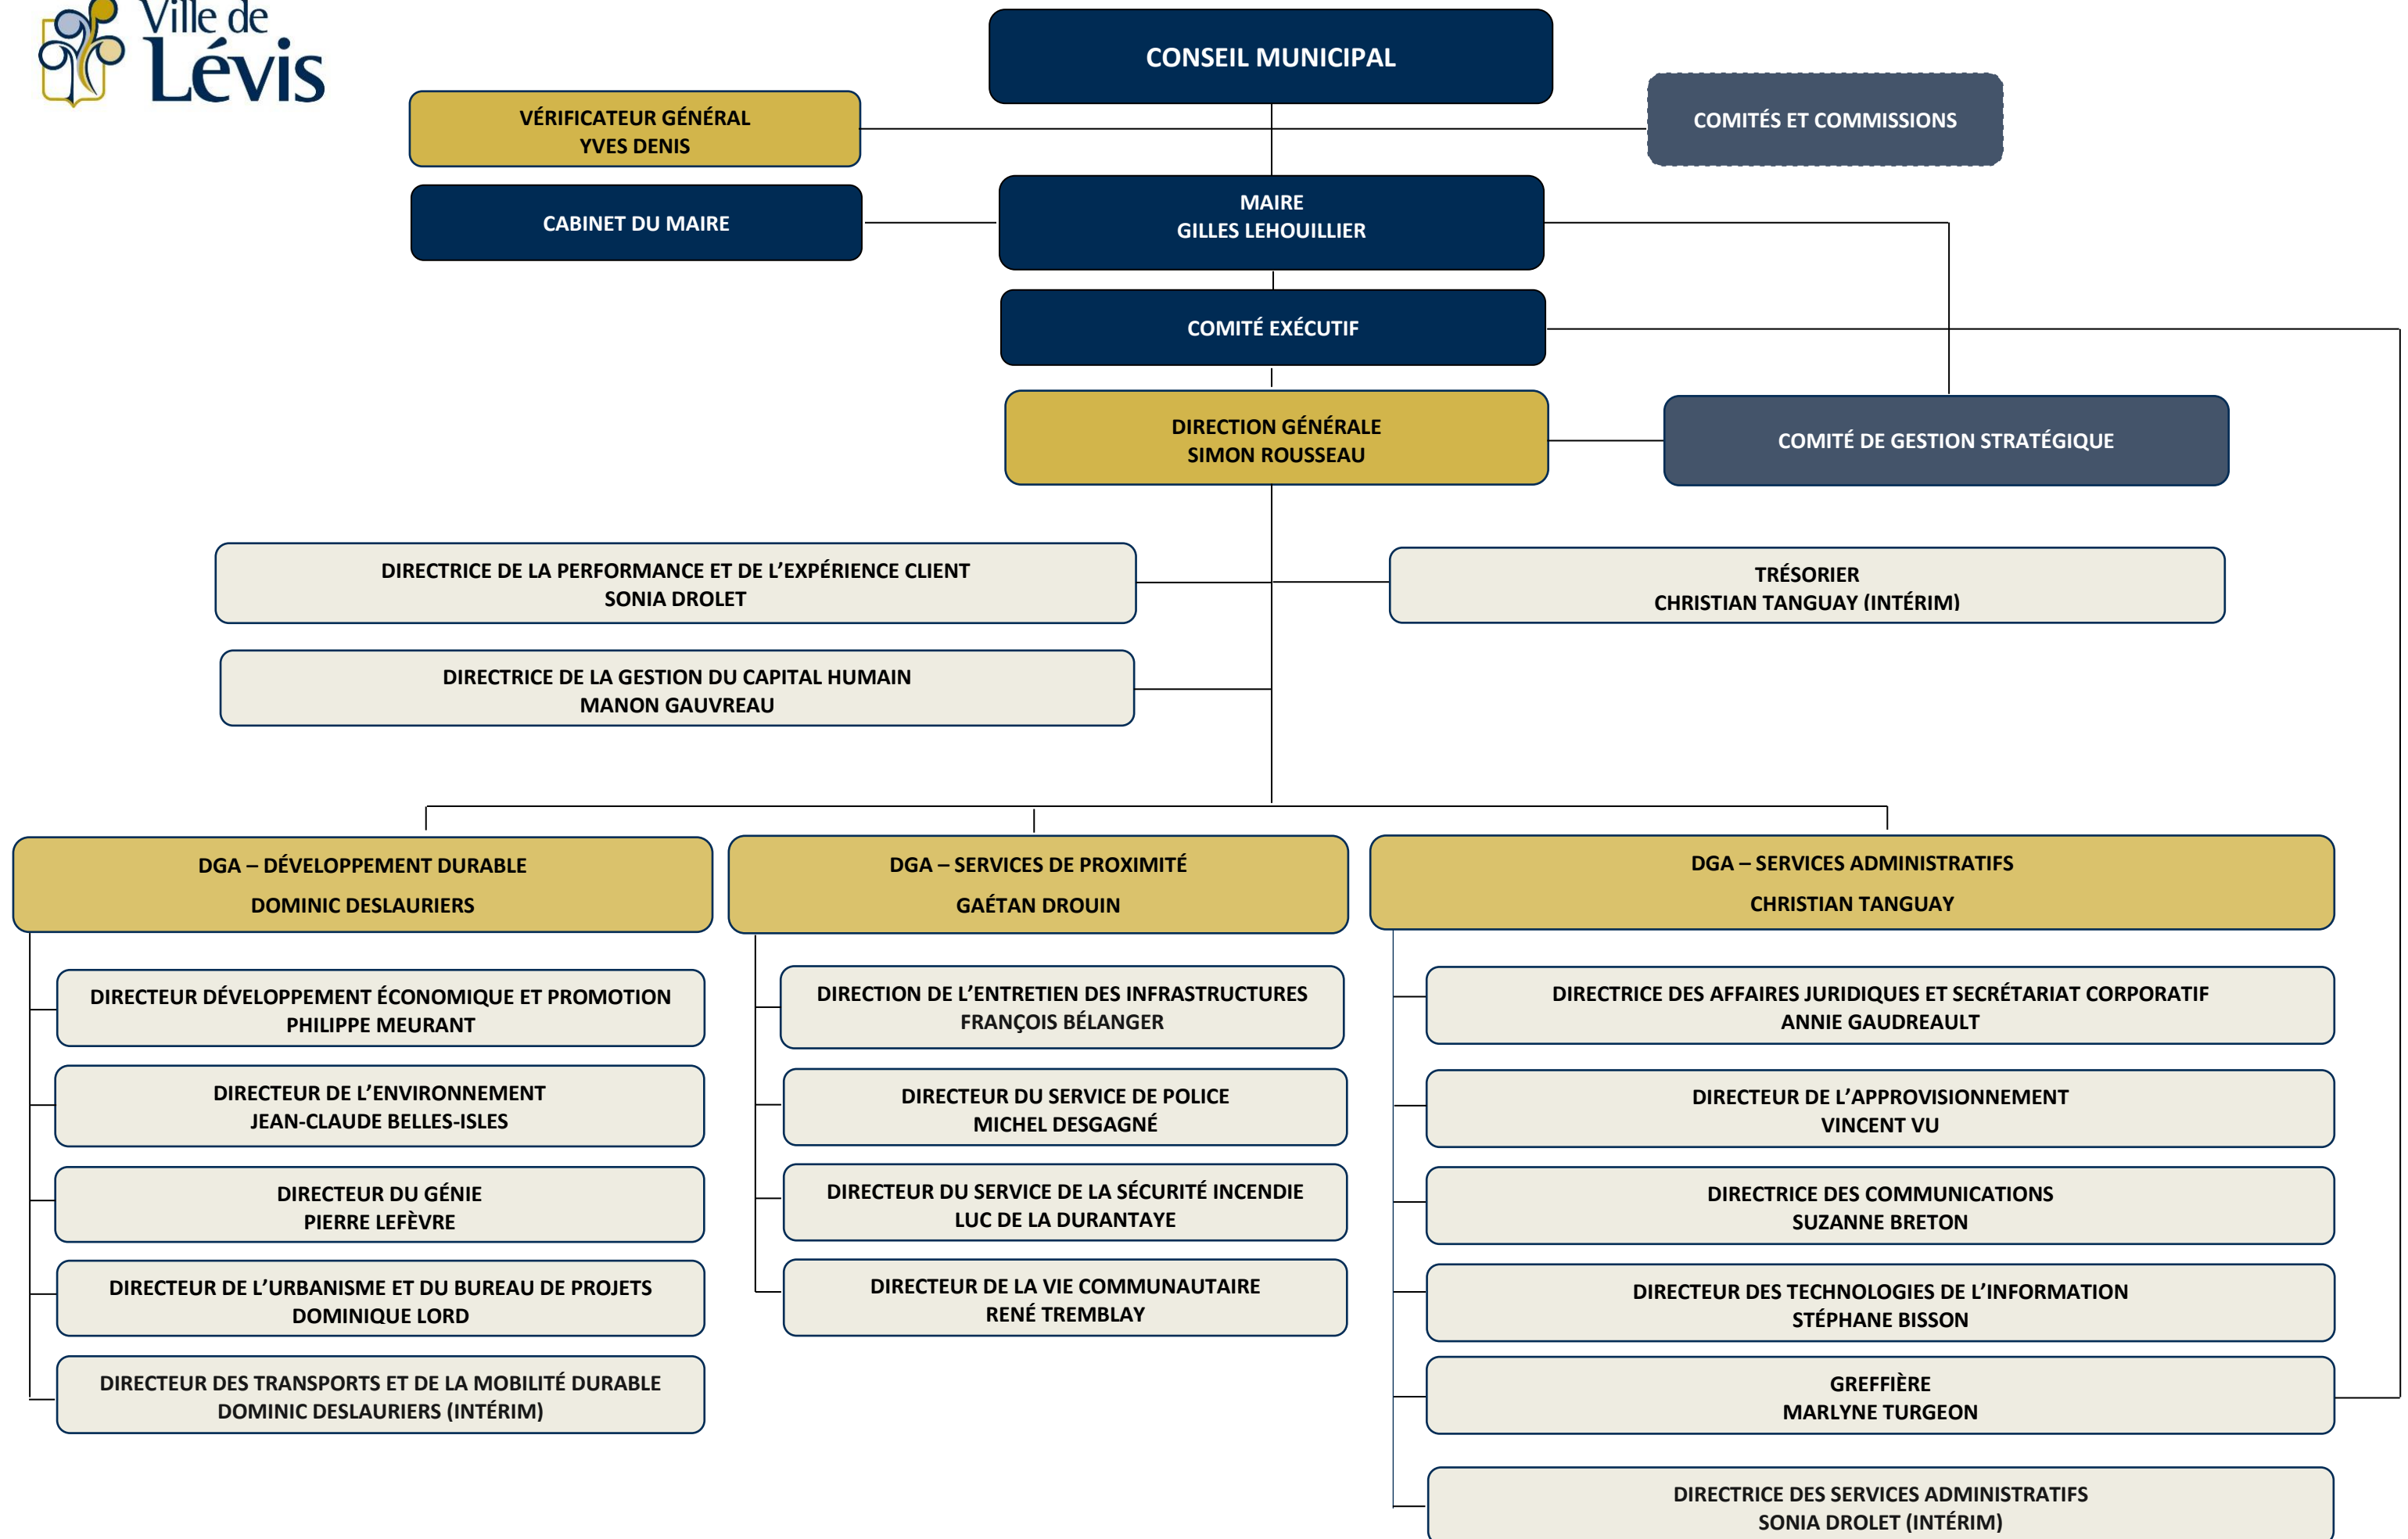 Ville de
Lévis
CONSEIL MUNICIPAL
VÉRIFICATEUR GÉNÉRAL
YVES DENIS
COMITÉS ET COMMISSIONS
CABINET DU MAIRE
MAIRE
GILLES LEHOUILLIER
COMITÉ EXÉCUTIF
DIRECTION GÉNÉRALE
SIMON ROUSSEAU
COMITÉ DE GESTION STRATÉGIQUE
DIRECTRICE DE LA PERFORMANCE ET DE L’EXPÉRIENCE CLIENT
SONIA DROLET
TRÉSORIER
CHRISTIAN TANGUAY (INTÉRIM)
DIRECTRICE DE LA GESTION DU CAPITAL HUMAIN
MANON GAUVREAU
DGA – DÉVELOPPEMENT DURABLE
DOMINIC DESLAURIERS
DIRECTEUR DÉVELOPPEMENT ÉCONOMIQUE ET PROMOTION
PHILIPPE MEURANT
DIRECTEUR DE L’ENVIRONNEMENT
JEAN-CLAUDE BELLES-ISLES
DIRECTEUR DU GÉNIE
PIERRE LEFÈVRE
DIRECTEUR DE L’URBANISME ET DU BUREAU DE PROJETS
DOMINIQUE LORD
DIRECTEUR DES TRANSPORTS ET DE LA MOBILITÉ DURABLE
DOMINIC DESLAURIERS (INTÉRIM)
DGA – SERVICES DE PROXIMITÉ
GAÉTAN DROUIN
DIRECTION DE L’ENTRETIEN DES INFRASTRUCTURES
FRANÇOIS BÉLANGER
DIRECTEUR DU SERVICE DE POLICE
MICHEL DESGAGNÉ
DIRECTEUR DU SERVICE DE LA SÉCURITÉ INCENDIE
LUC DE LA DURANTAYE
DIRECTEUR DE LA VIE COMMUNAUTAIRE
RENÉ TREMBLAY
DGA – SERVICES ADMINISTRATIFS
CHRISTIAN TANGUAY
DIRECTRICE DES AFFAIRES JURIDIQUES ET SECRÉTARIAT CORPORATIF
ANNIE GAUDREAULT
DIRECTEUR DE L’APPROVISIONNEMENT
VINCENT VU
DIRECTRICE DES COMMUNICATIONS
SUZANNE BRETON
DIRECTEUR DES TECHNOLOGIES DE L’INFORMATION
STÉPHANE BISSON
GREFFIÈRE
MARLYNE TURGEON
DIRECTRICE DES SERVICES ADMINISTRATIFS
SONIA DROLET (INTÉRIM)